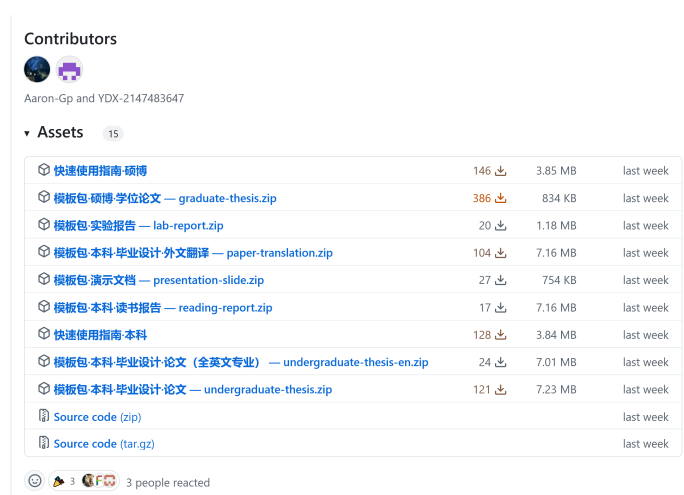 Contributors
Aaron-Gp and YDX-2147483647
Assets 15
快速使用指南·硕博 146 3.85 MB last week
模板包·硕博·学位论文 — graduate-thesis.zip 386 834 KB last week
模板包·实验报告 — lab-report.zip 20 1.18 MB last week
模板包·本科·毕业设计·外文翻译 — paper-translation.zip 104 7.16 MB last week
模板包·演示文档 — presentation-slide.zip 27 754 KB last week
模板包·本科·读书报告 — reading-report.zip 17 7.16 MB last week
快速使用指南·本科 128 3.84 MB last week
模板包·本科·毕业设计·论文（全英文专业） — undergraduate-thesis-en.zip 24 7.01 MB last week
模板包·本科·毕业设计·论文 — undergraduate-thesis.zip 121 7.23 MB last week
Source code (zip) last week
Source code (tar.gz) last week
3 F 3 people reacted